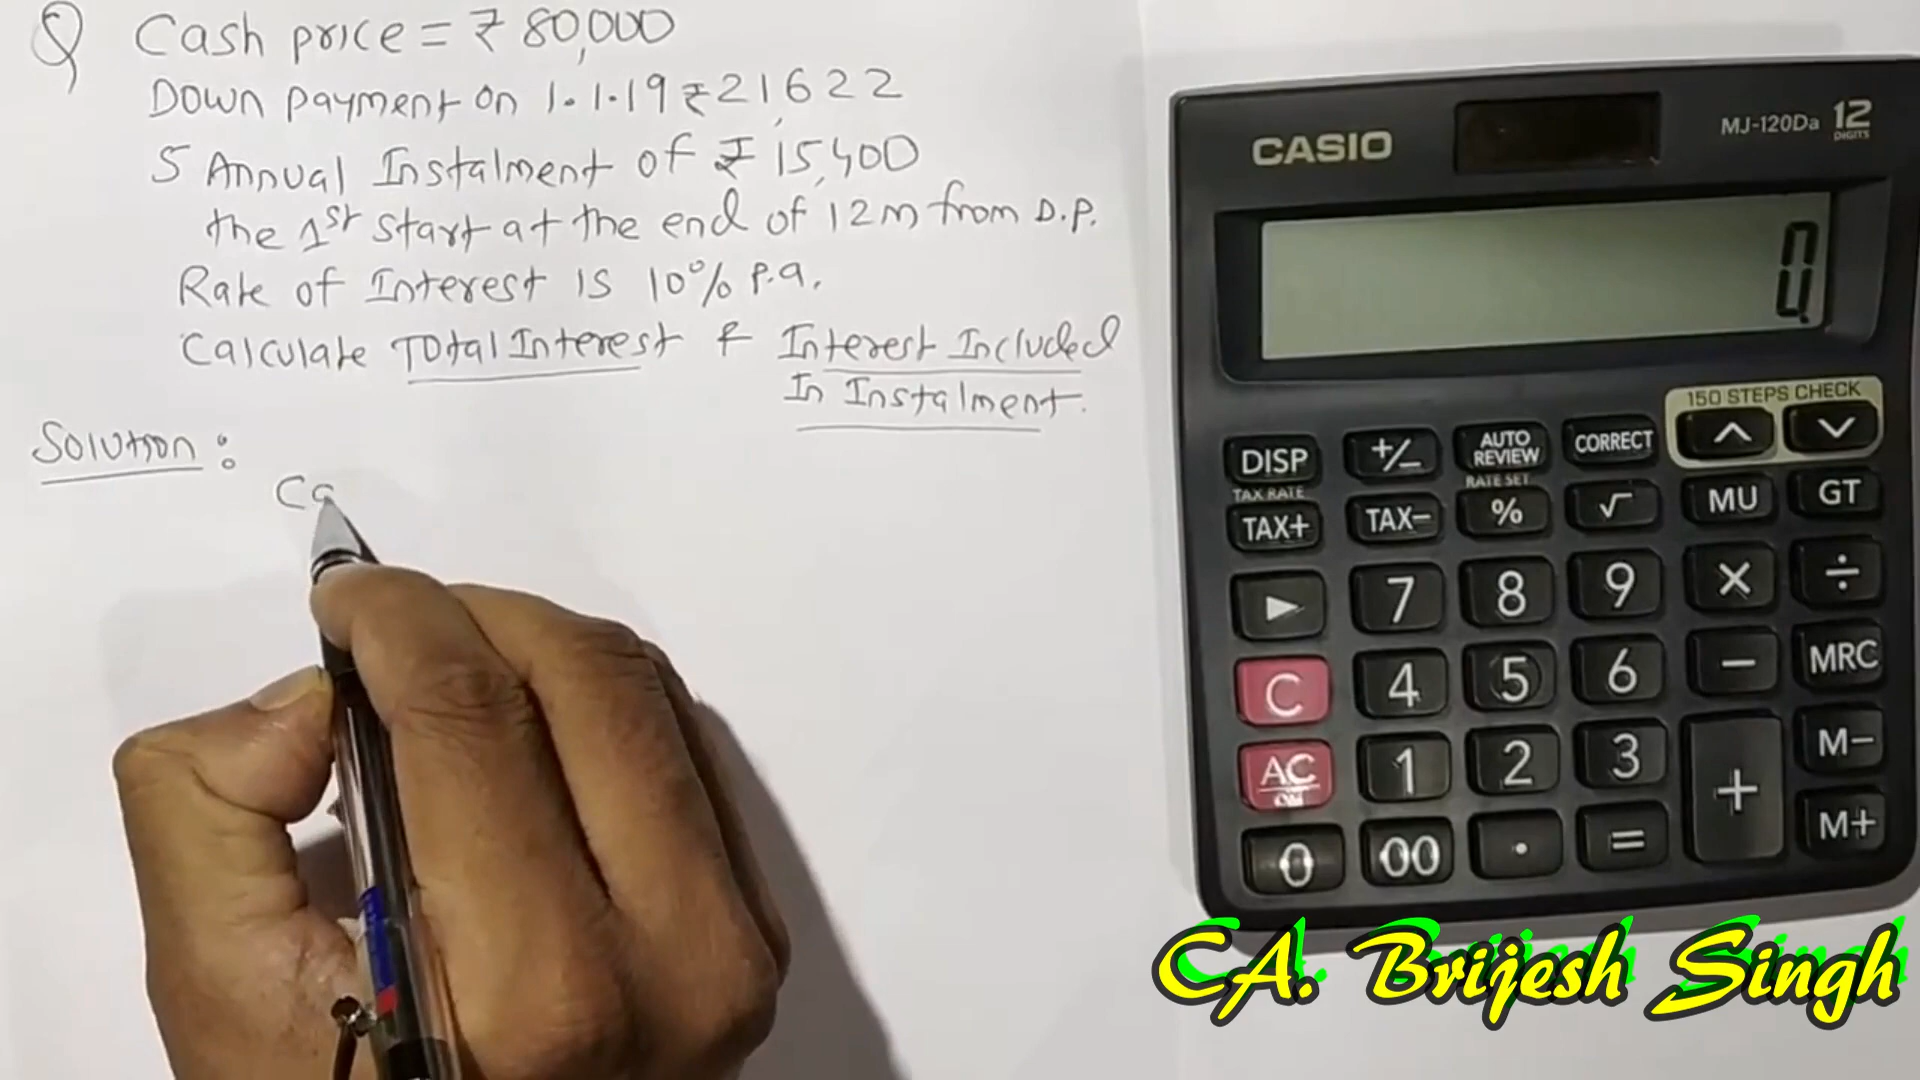 Q Cash price = ₹ 80,000
Down payment on 1.1.19 ₹ 21,622
5 Annual Instalment of ₹ 15,400
the 1st start at the end of 12m from D.P.
Rate of Interest is 10% p.a.
Calculate Total Interest & Interest Included
In Instalment.
Solution:
Ca
CASIO
MJ-120Da 12
DIGITS
0
150 STEPS CHECK
DISP +/− AUTO REVIEW CORRECT
TAX RATE RATE SET
TAX+ TAX− % √ MU GT
7 8 9 × ÷
C 4 5 6 − MRC
AC 1 2 3 + M−
ON
0 00 . = M+
CA. Brijesh Singh